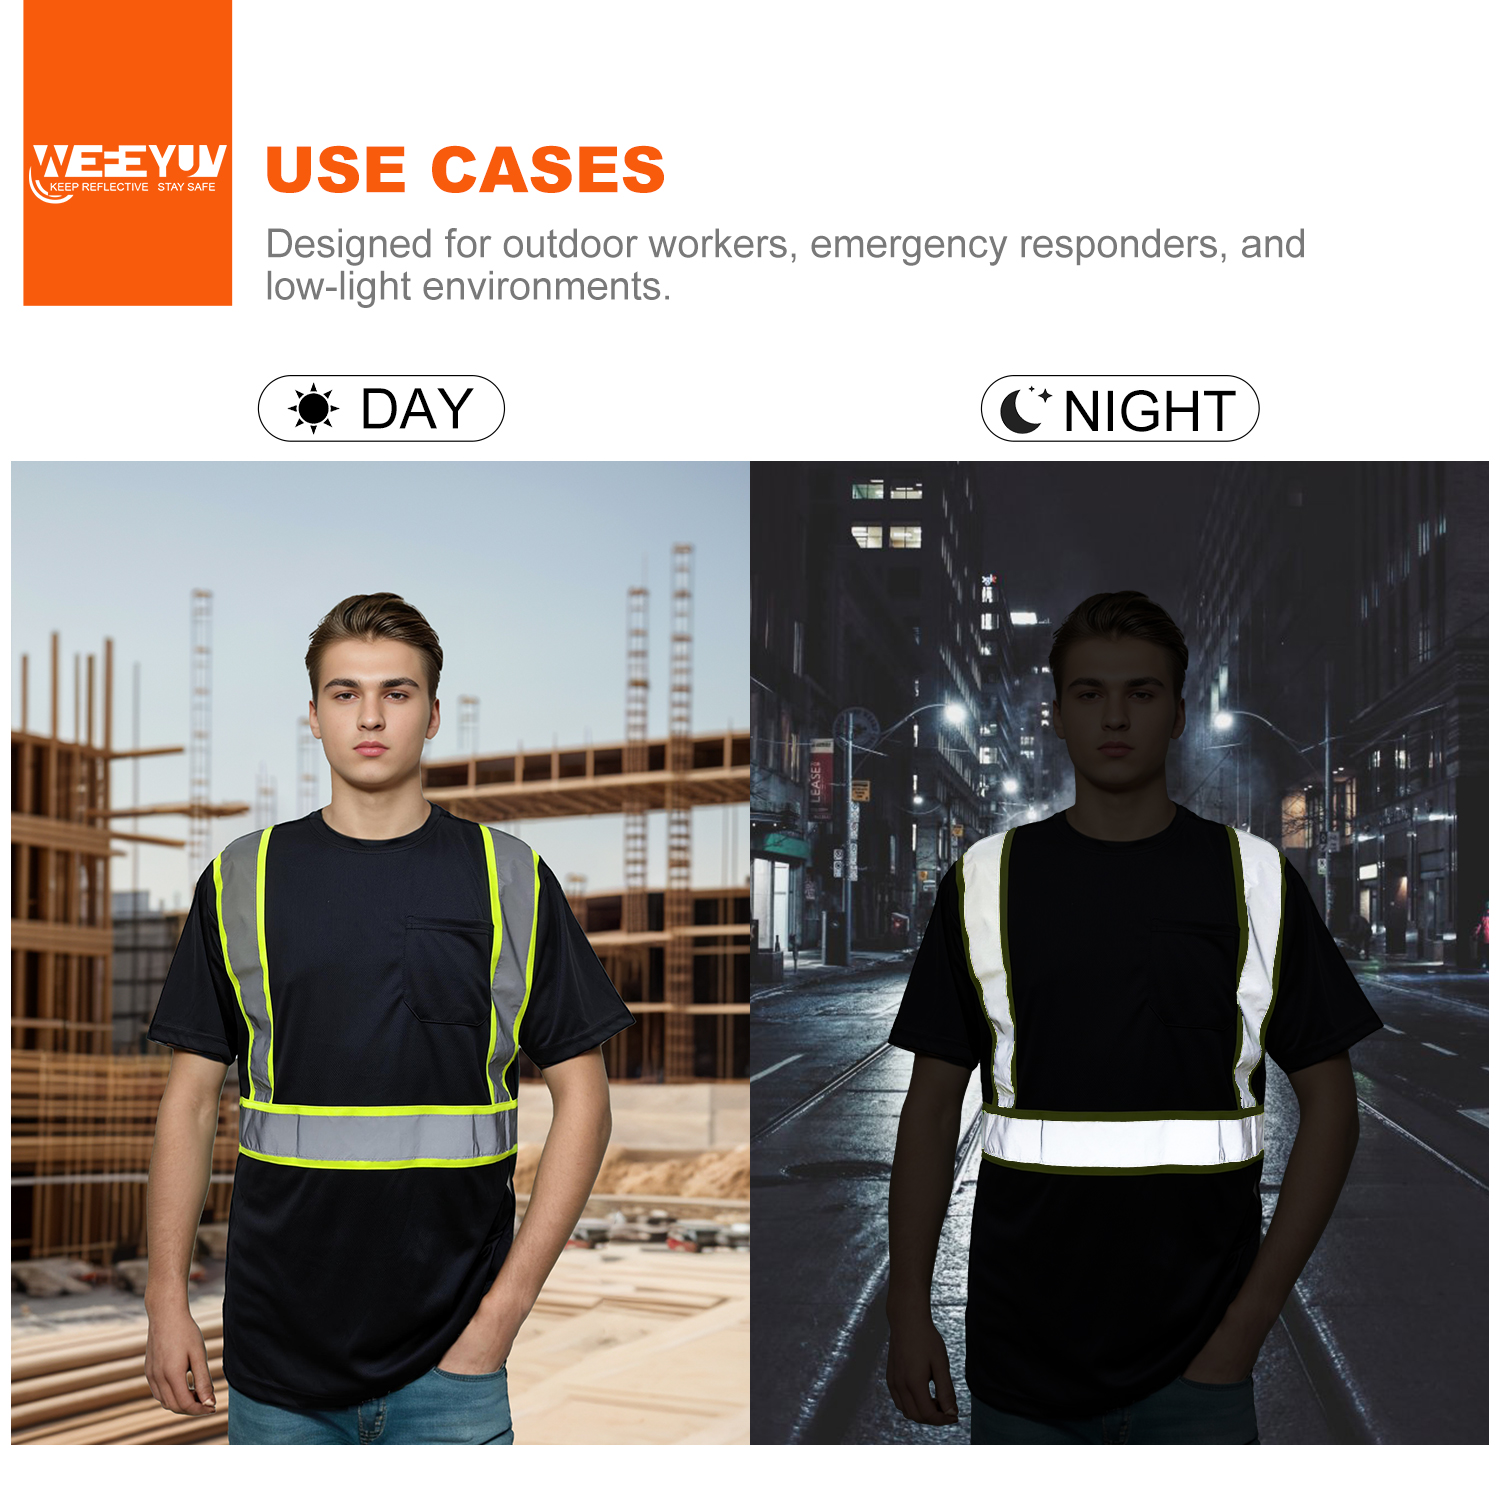 WEFEYUV
KEEP REFLECTIVE STAY SAFE
USE CASES
Designed for outdoor workers, emergency responders, and
low-light environments.
DAY
NIGHT
LEASE